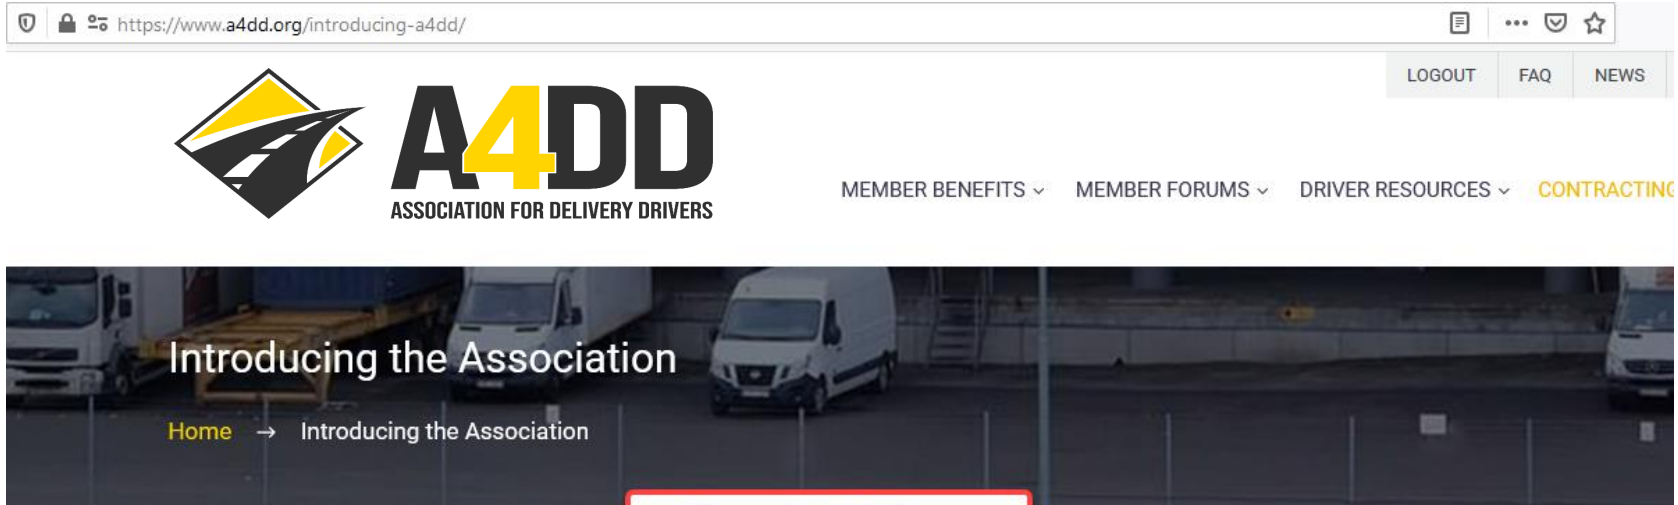 https://www.a4dd.org/introducing-a4dd/
LOGOUT FAQ NEWS
A4DD
ASSOCIATION FOR DELIVERY DRIVERS
MEMBER BENEFITS MEMBER FORUMS DRIVER RESOURCES CONTRACTING
Introducing the Association
Home → Introducing the Association